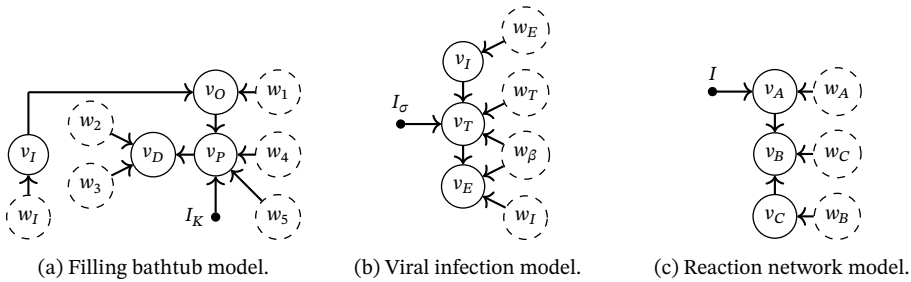 w_E
v_I
I
v_O
w_1
v_A
w_A
w_2
w_T
I_σ
v_T
v_I
v_D
v_P
w_4
v_B
w_C
w_3
w_β
v_E
w_I
I_K
w_5
w_I
v_C
w_B
(a) Filling bathtub model.
(b) Viral infection model.
(c) Reaction network model.